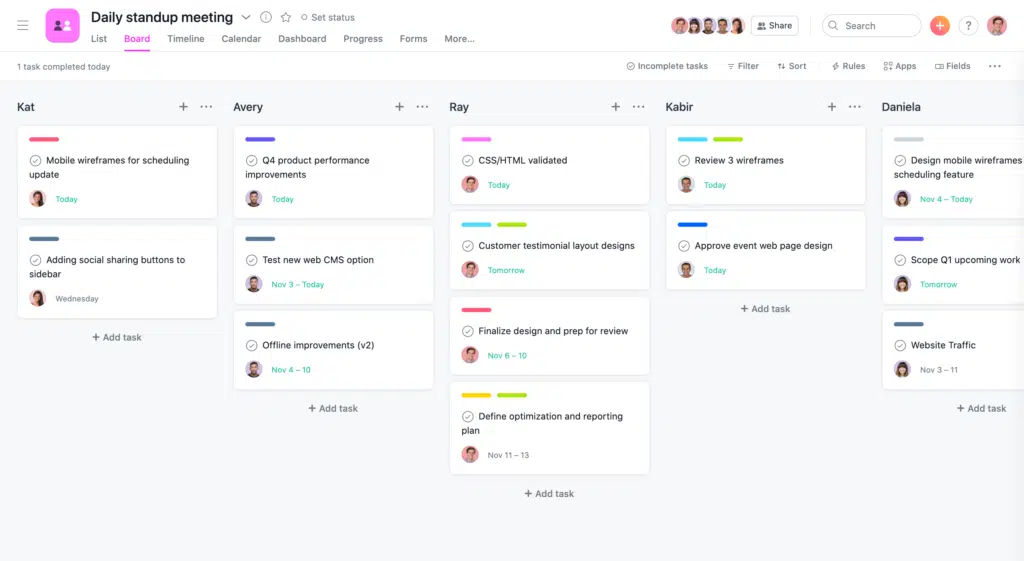 Daily standup meeting
Set status
Share
Search
?
List Board Timeline Calendar Dashboard Progress Forms More...
1 task completed today
Incomplete tasks Filter Sort Rules Apps Fields
Kat
Mobile wireframes for scheduling
update
Today
Adding social sharing buttons to
sidebar
Wednesday
+ Add task
Avery
Q4 product performance
improvements
Today
Test new web CMS option
Nov 3 – Today
Offline improvements (v2)
Nov 4 – 10
+ Add task
Ray
CSS/HTML validated
Today
Customer testimonial layout designs
Tomorrow
Finalize design and prep for review
Nov 6 – 10
Define optimization and reporting
plan
Nov 11 – 13
+ Add task
Kabir
Review 3 wireframes
Today
Approve event web page design
Today
+ Add task
Daniela
Design mobile wireframes
scheduling feature
Nov 4 – Today
Scope Q1 upcoming work
Tomorrow
Website Traffic
Nov 3 – 11
+ Add task